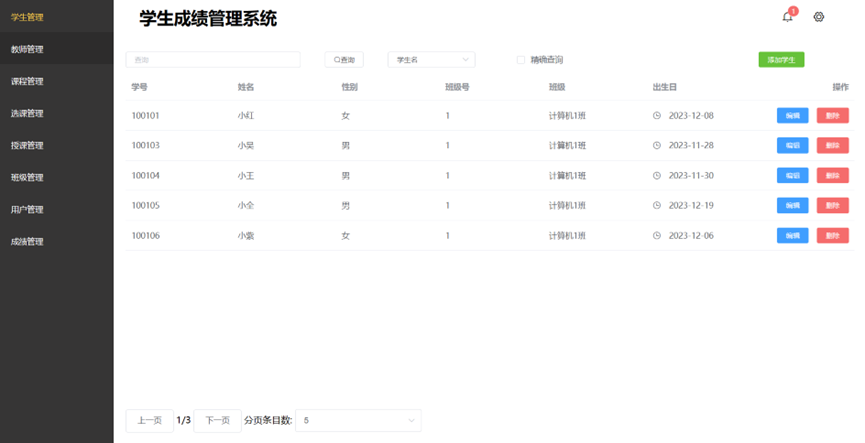 学生成绩管理系统
1
学生管理
教师管理
课程管理
选课管理
授课管理
班级管理
用户管理
成绩管理
查询 查询 学生名 精确查询 添加学生
学号 姓名 性别 班级号 班级 出生日 操作
100101 小红 女 1 计算机1班 2023-12-08 编辑 删除
100103 小吴 男 1 计算机1班 2023-11-28 编辑 删除
100104 小王 男 1 计算机1班 2023-11-30 编辑 删除
100105 小全 男 1 计算机1班 2023-12-19 编辑 删除
100106 小紫 女 1 计算机1班 2023-12-06 编辑 删除
上一页 1/3 下一页 分页条目数: 5